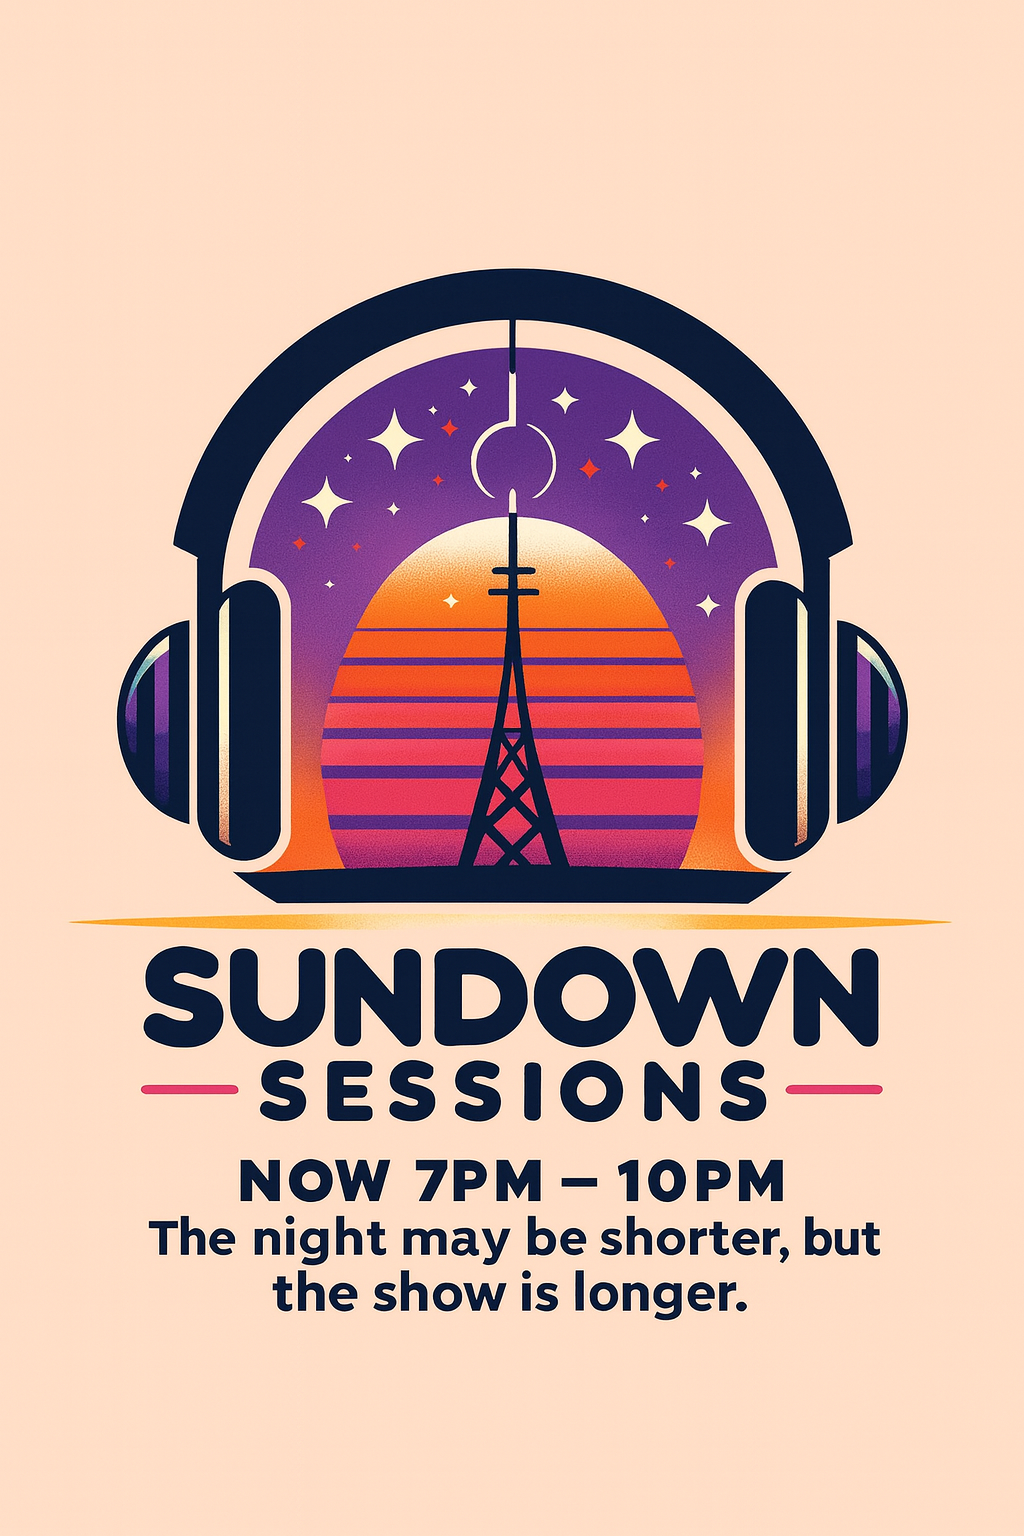 SUNDOWN
SESSIONS
NOW 7PM – 10PM
The night may be shorter, but
the show is longer.